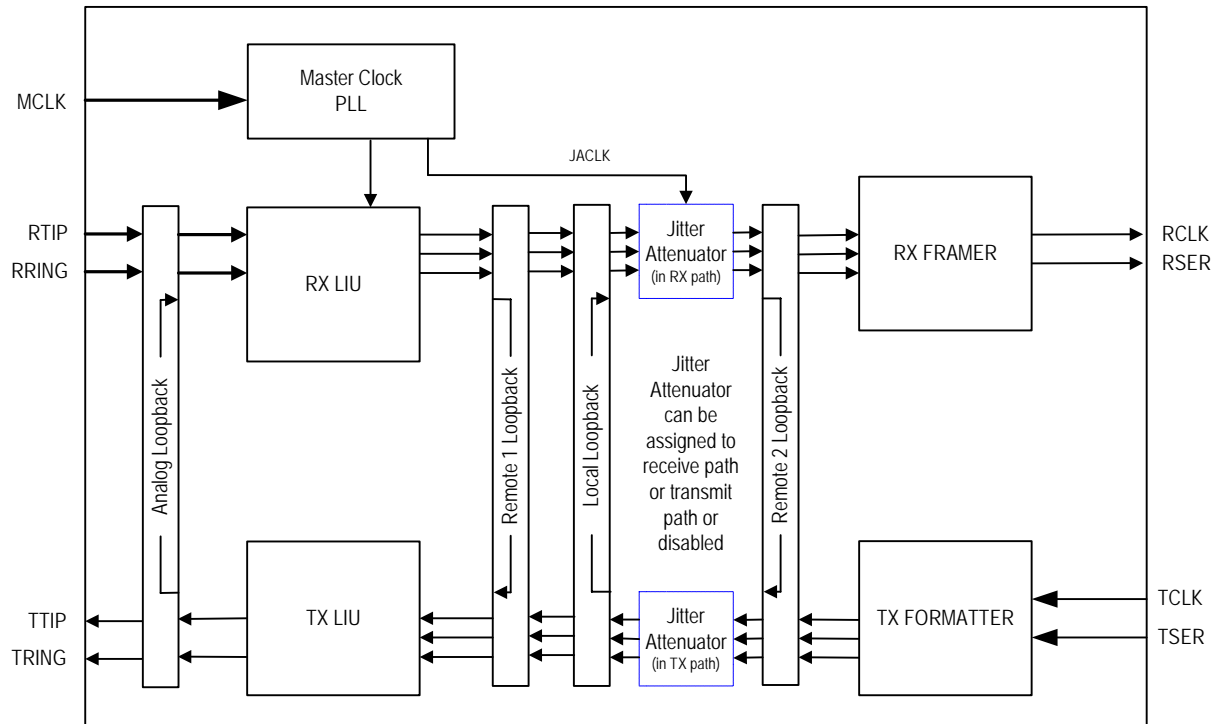 Master Clock
PLL
MCLK
JACLK
RTIP
RRING
RX LIU
Jitter
Attenuator
(in RX path)
RX FRAMER
RCLK
RSER
Analog Loopback
Remote 1 Loopback
Local Loopback
Jitter
Attenuator
can be
assigned to
receive path
or transmit
path or
disabled
Remote 2 Loopback
TTIP
TRING
TX LIU
Jitter
Attenuator
(in TX path)
TX FORMATTER
TCLK
TSER